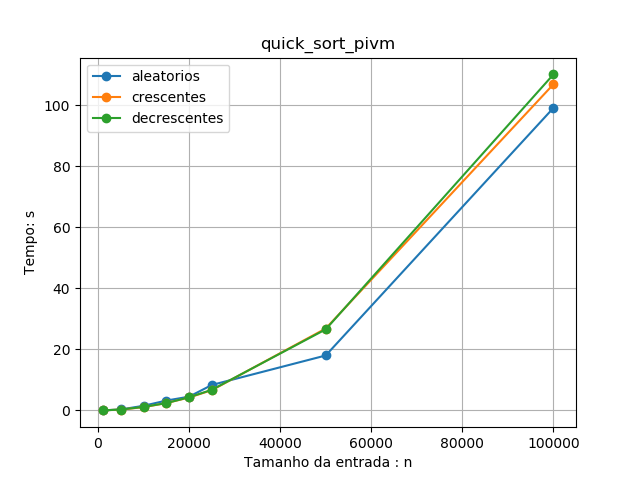 quick_sort_pivm
aleatorios
crescentes
decrescentes
100
80
60
40
20
0
Tempo: s
0 20000 40000 60000 80000 100000
Tamanho da entrada : n